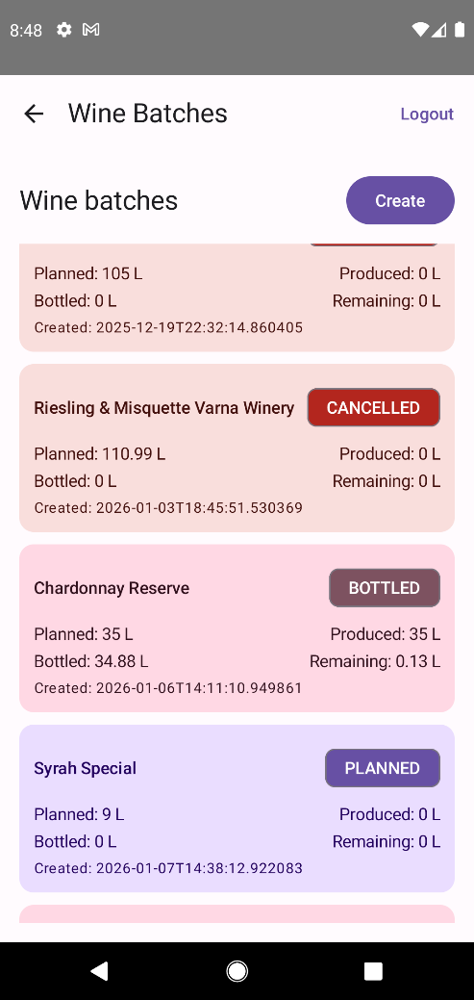 8:48
Wine Batches
Logout
Wine batches
Create
Planned: 105 L
Produced: 0 L
Bottled: 0 L
Remaining: 0 L
Created: 2025-12-19T22:32:14.860405
Riesling & Misquette Varna Winery
CANCELLED
Planned: 110.99 L
Produced: 0 L
Bottled: 0 L
Remaining: 0 L
Created: 2026-01-03T18:45:51.530369
Chardonnay Reserve
BOTTLED
Planned: 35 L
Produced: 35 L
Bottled: 34.88 L
Remaining: 0.13 L
Created: 2026-01-06T14:11:10.949861
Syrah Special
PLANNED
Planned: 9 L
Produced: 0 L
Bottled: 0 L
Remaining: 0 L
Created: 2026-01-07T14:38:12.922083